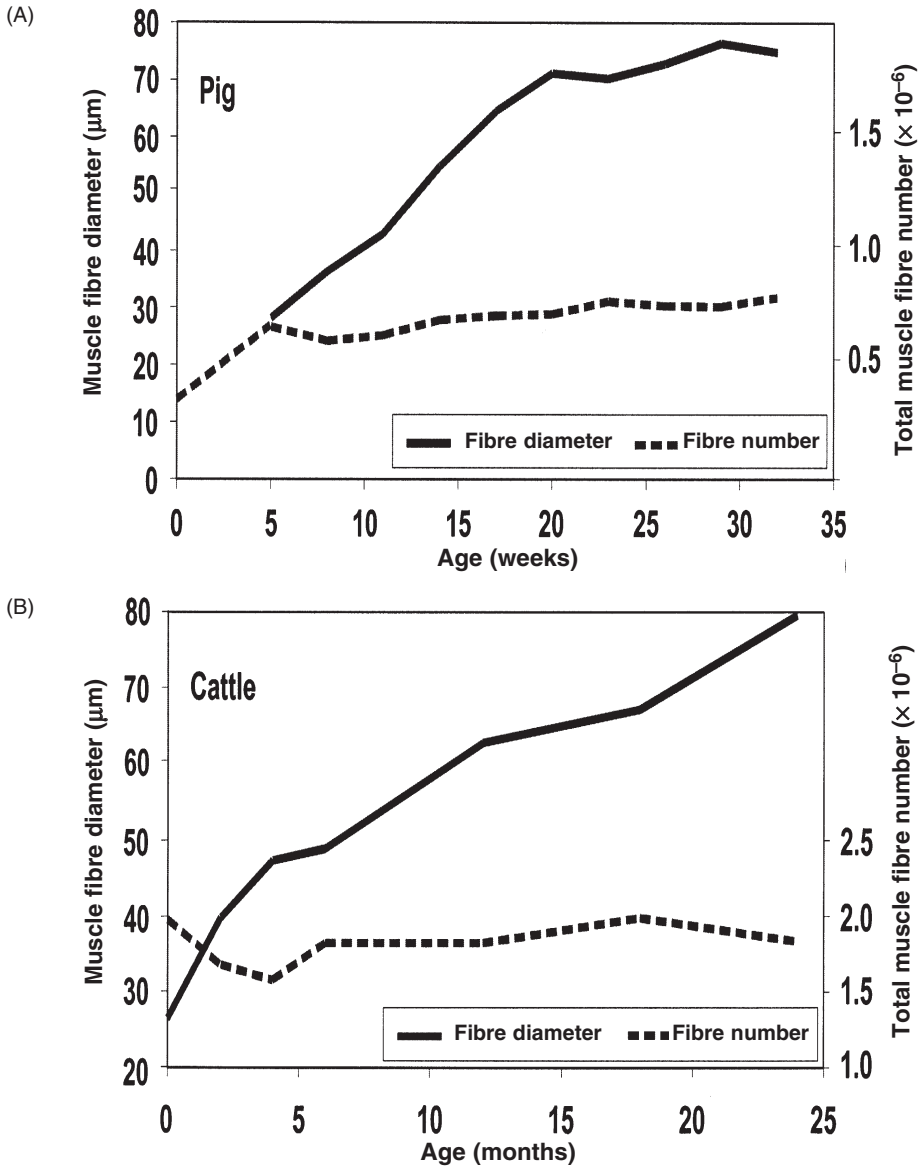 (A)
Pig
Muscle fibre diameter (μm)
80
70
60
50
40
30
20
10
0
Total muscle fibre number (× 10⁻⁶)
1.5
1.0
0.5
Fibre diameter
Fibre number
0 5 10 15 20 25 30 35
Age (weeks)
(B)
Cattle
Muscle fibre diameter (μm)
80
70
60
50
40
30
20
Total muscle fibre number (× 10⁻⁶)
2.5
2.0
1.5
1.0
Fibre diameter
Fibre number
0 5 10 15 20 25
Age (months)